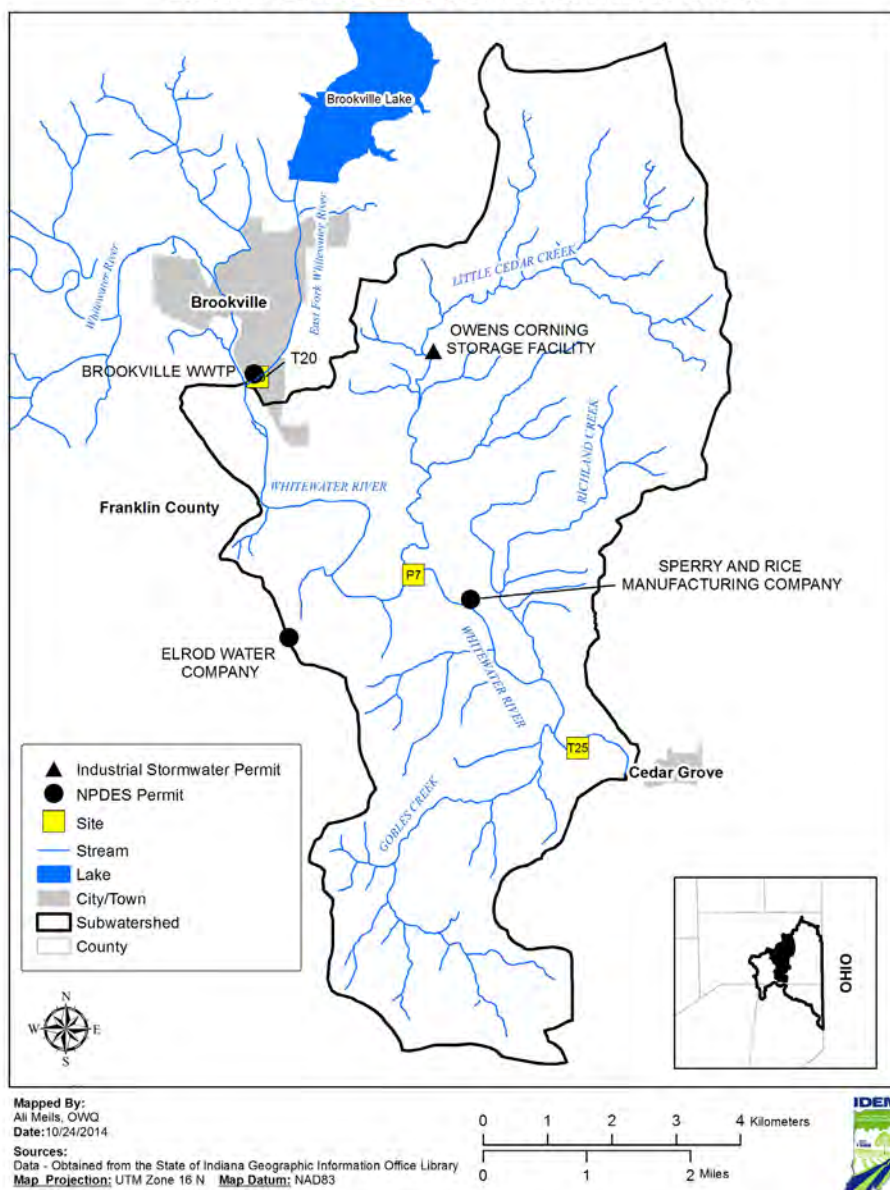 Brookville Lake
Whitewater River
East Fork Whitewater River
LITTLE CEDAR CREEK
Brookville
OWENS CORNING
STORAGE FACILITY
T20
BROOKVILLE WWTP
RICHLAND CREEK
WHITEWATER RIVER
Franklin County
SPERRY AND RICE
MANUFACTURING COMPANY
P7
ELROD WATER
COMPANY
WHITEWATER RIVER
T25
Cedar Grove
GOBLES CREEK
Industrial Stormwater Permit
NPDES Permit
Site
Stream
Lake
City/Town
Subwatershed
County
OHIO
N
W E
S
Mapped By:
Ali Meils, OWQ
Date:10/24/2014
Sources:
Data - Obtained from the State of Indiana Geographic Information Office Library
Map Projection: UTM Zone 16 N Map Datum: NAD83
0 1 2 3 4 Kilometers
0 1 2 Miles
IDEM